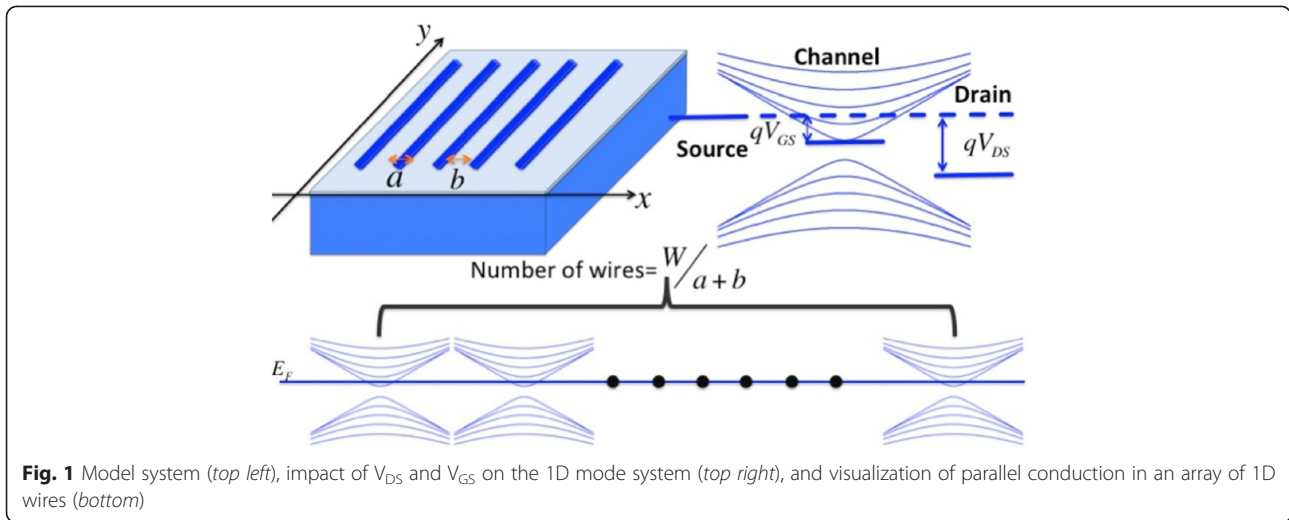 y
a
b
x
Channel
Drain
Source
qV_GS
qV_DS
Number of wires= W/a+b
E_F
Fig. 1 Model system (top left), impact of V_DS and V_GS on the 1D mode system (top right), and visualization of parallel conduction in an array of 1D
wires (bottom)